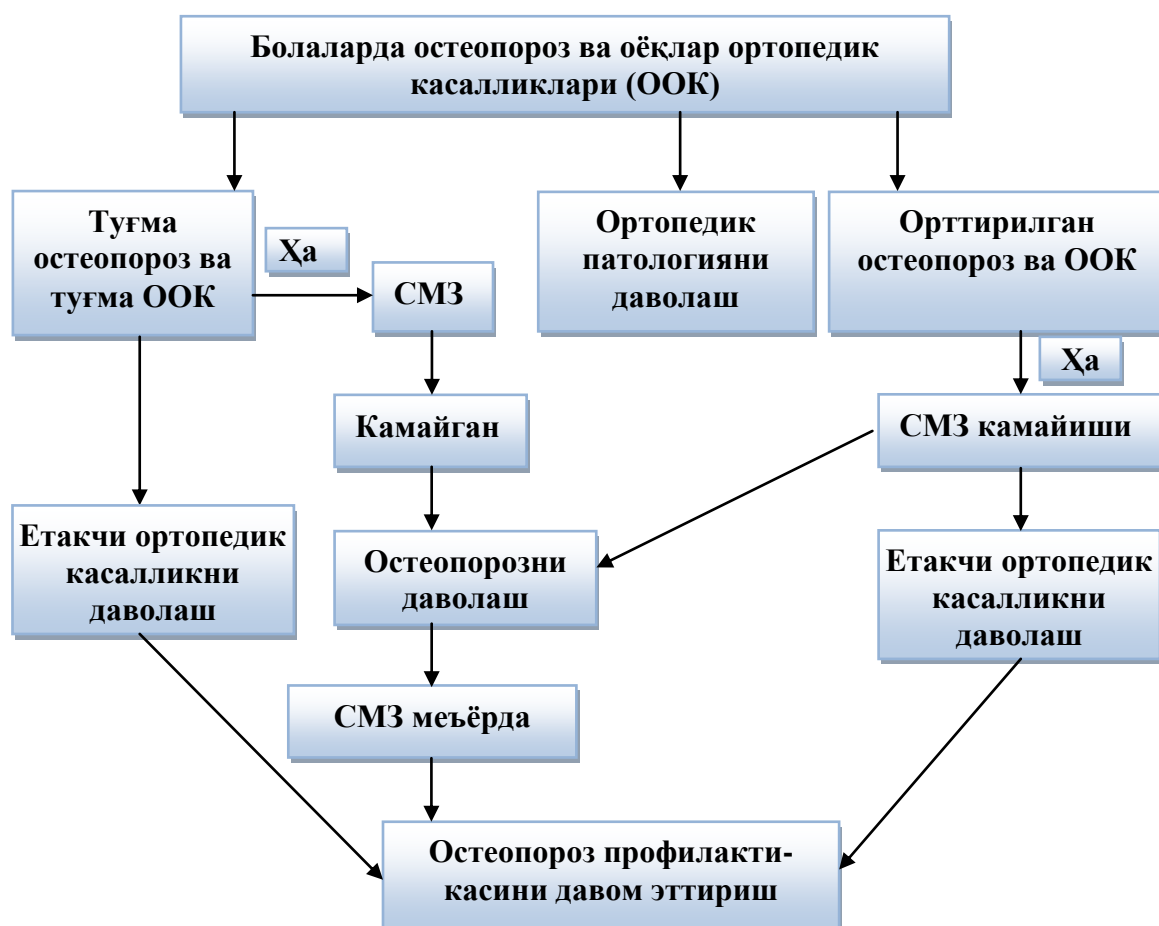 Болаларда остеопороз ва оёқлар ортопедик
касалликлари (ООК)
Туғма
остеопороз ва
туғма ООК
Ҳа
СМЗ
Ортопедик
патологияни
даволаш
Орттирилган
остеопороз ва ООК
Ҳа
Камайган
СМЗ камайиши
Етакчи ортопедик
касалликни
даволаш
Остеопорозни
даволаш
Етакчи ортопедик
касалликни
даволаш
СМЗ меъёрда
Остеопороз профилакти-
касини давом эттириш